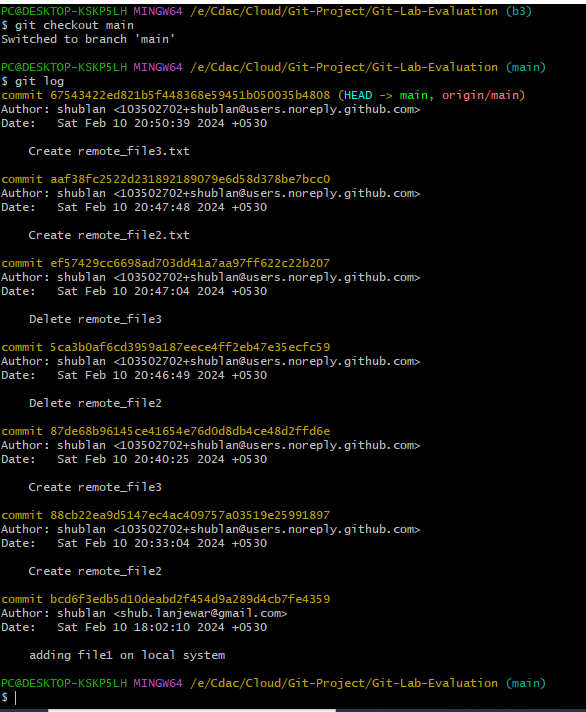 PC@DESKTOP-KSKP5LH MINGW64 /e/Cdac/Cloud/Git-Project/Git-Lab-Evaluation (b3)
$ git checkout main
Switched to branch 'main'
PC@DESKTOP-KSKP5LH MINGW64 /e/Cdac/Cloud/Git-Project/Git-Lab-Evaluation (main)
$ git log
commit 67543422ed821b5f448368e59451b050035b4808 (HEAD -> main, origin/main)
Author: shublan <103502702+shublan@users.noreply.github.com>
Date:   Sat Feb 10 20:50:39 2024 +0530
    Create remote_file3.txt
commit aaf38fc2522d231892189079e6d58d378be7bcc0
Author: shublan <103502702+shublan@users.noreply.github.com>
Date:   Sat Feb 10 20:47:48 2024 +0530
    Create remote_file2.txt
commit ef57429cc6698ad703dd41a7aa97ff622c22b207
Author: shublan <103502702+shublan@users.noreply.github.com>
Date:   Sat Feb 10 20:47:04 2024 +0530
    Delete remote_file3
commit 5ca3b0af6cd3959a187eece4ff2eb47e35ecfc59
Author: shublan <103502702+shublan@users.noreply.github.com>
Date:   Sat Feb 10 20:46:49 2024 +0530
    Delete remote_file2
commit 87de68b96145ce41654e76d0d8db4ce48d2ffd6e
Author: shublan <103502702+shublan@users.noreply.github.com>
Date:   Sat Feb 10 20:40:25 2024 +0530
    Create remote_file3
commit 88cb22ea9d5147ec4ac409757a03519e25991897
Author: shublan <103502702+shublan@users.noreply.github.com>
Date:   Sat Feb 10 20:33:04 2024 +0530
    Create remote_file2
commit bcd6f3edb5d10deabd2f454d9a289d4cb7fe4359
Author: shublan <shub.lanjewar@gmail.com>
Date:   Sat Feb 10 18:02:10 2024 +0530
    adding file1 on local system
PC@DESKTOP-KSKP5LH MINGW64 /e/Cdac/Cloud/Git-Project/Git-Lab-Evaluation (main)
$